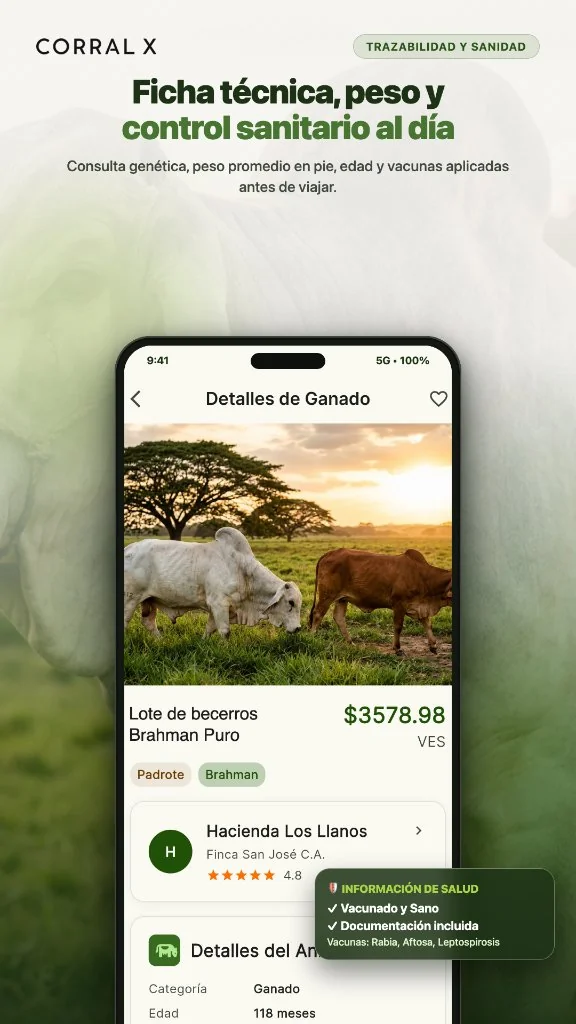 CORRAL X
TRAZABILIDAD Y SANIDAD
Ficha técnica, peso y
control sanitario al día
Consulta genética, peso promedio en pie, edad y vacunas aplicadas
antes de viajar.
9:41
5G • 100%
Detalles de Ganado
Lote de becerros
Brahman Puro
$3578.98
VES
Padrote
Brahman
H
Hacienda Los Llanos
Finca San José C.A.
4.8
INFORMACIÓN DE SALUD
✓ Vacunado y Sano
✓ Documentación incluida
Vacunas: Rabia, Aftosa, Leptospirosis
Detalles del An
Categoría
Ganado
Edad
118 meses